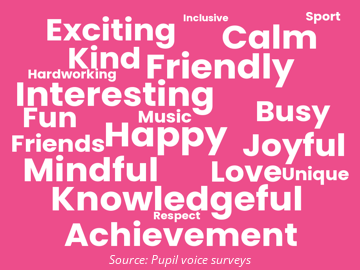 Inclusive
Sport
Exciting
Calm
Kind
Friendly
Hardworking
Interesting
Fun
Music
Busy
Friends
Happy
Joyful
Mindful
Love
Unique
Knowledgeful
Respect
Achievement
Source: Pupil voice surveys